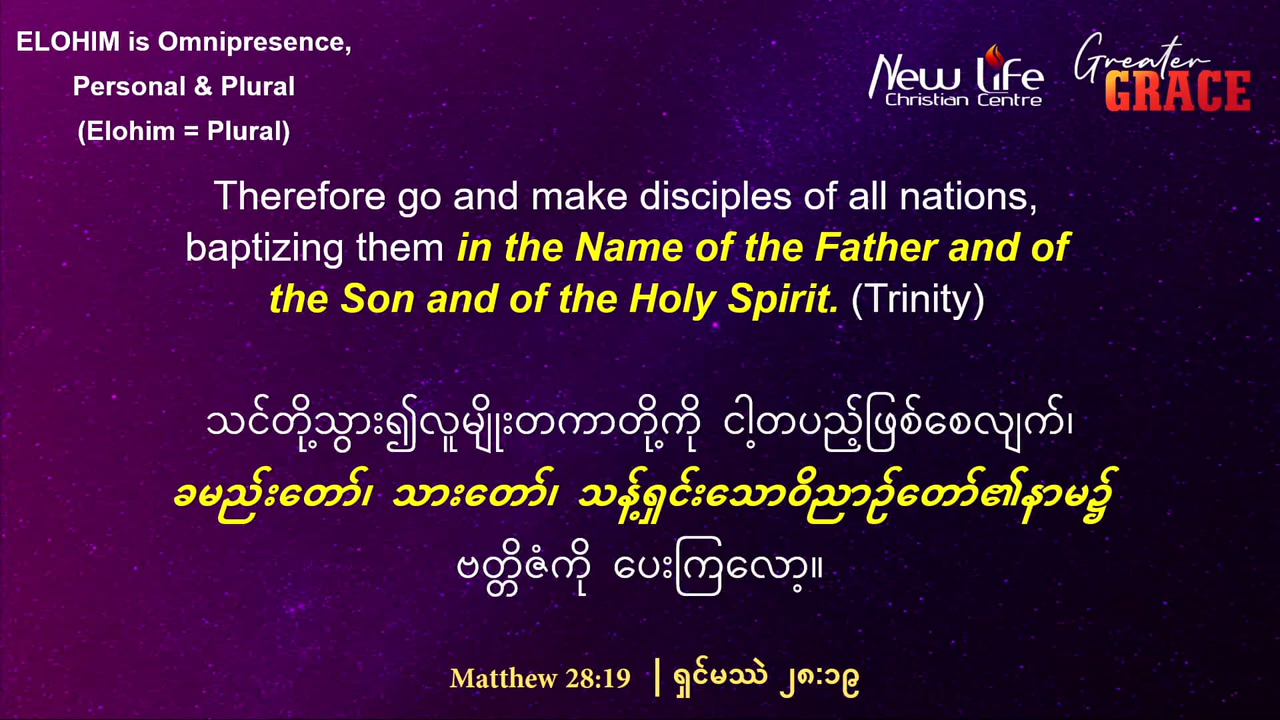 ELOHIM is Omnipresence,
Personal & Plural
(Elohim = Plural)
New Life
Christian Centre
Greater
GRACE
Therefore go and make disciples of all nations,
baptizing them in the Name of the Father and of
the Son and of the Holy Spirit. (Trinity)
သင်တို့သွား၍လူမျိုးတကာတို့ကို ငါ့တပည့်ဖြစ်စေလျက်၊
ခမည်းတော်၊ သားတော်၊ သန့်ရှင်းသောဝိညာဉ်တော်၏နာမ၌
ဗတ္တိဇံကို ပေးကြလော့။
Matthew 28:19 | ရှင်မဿဲ ၂၈:၁၉